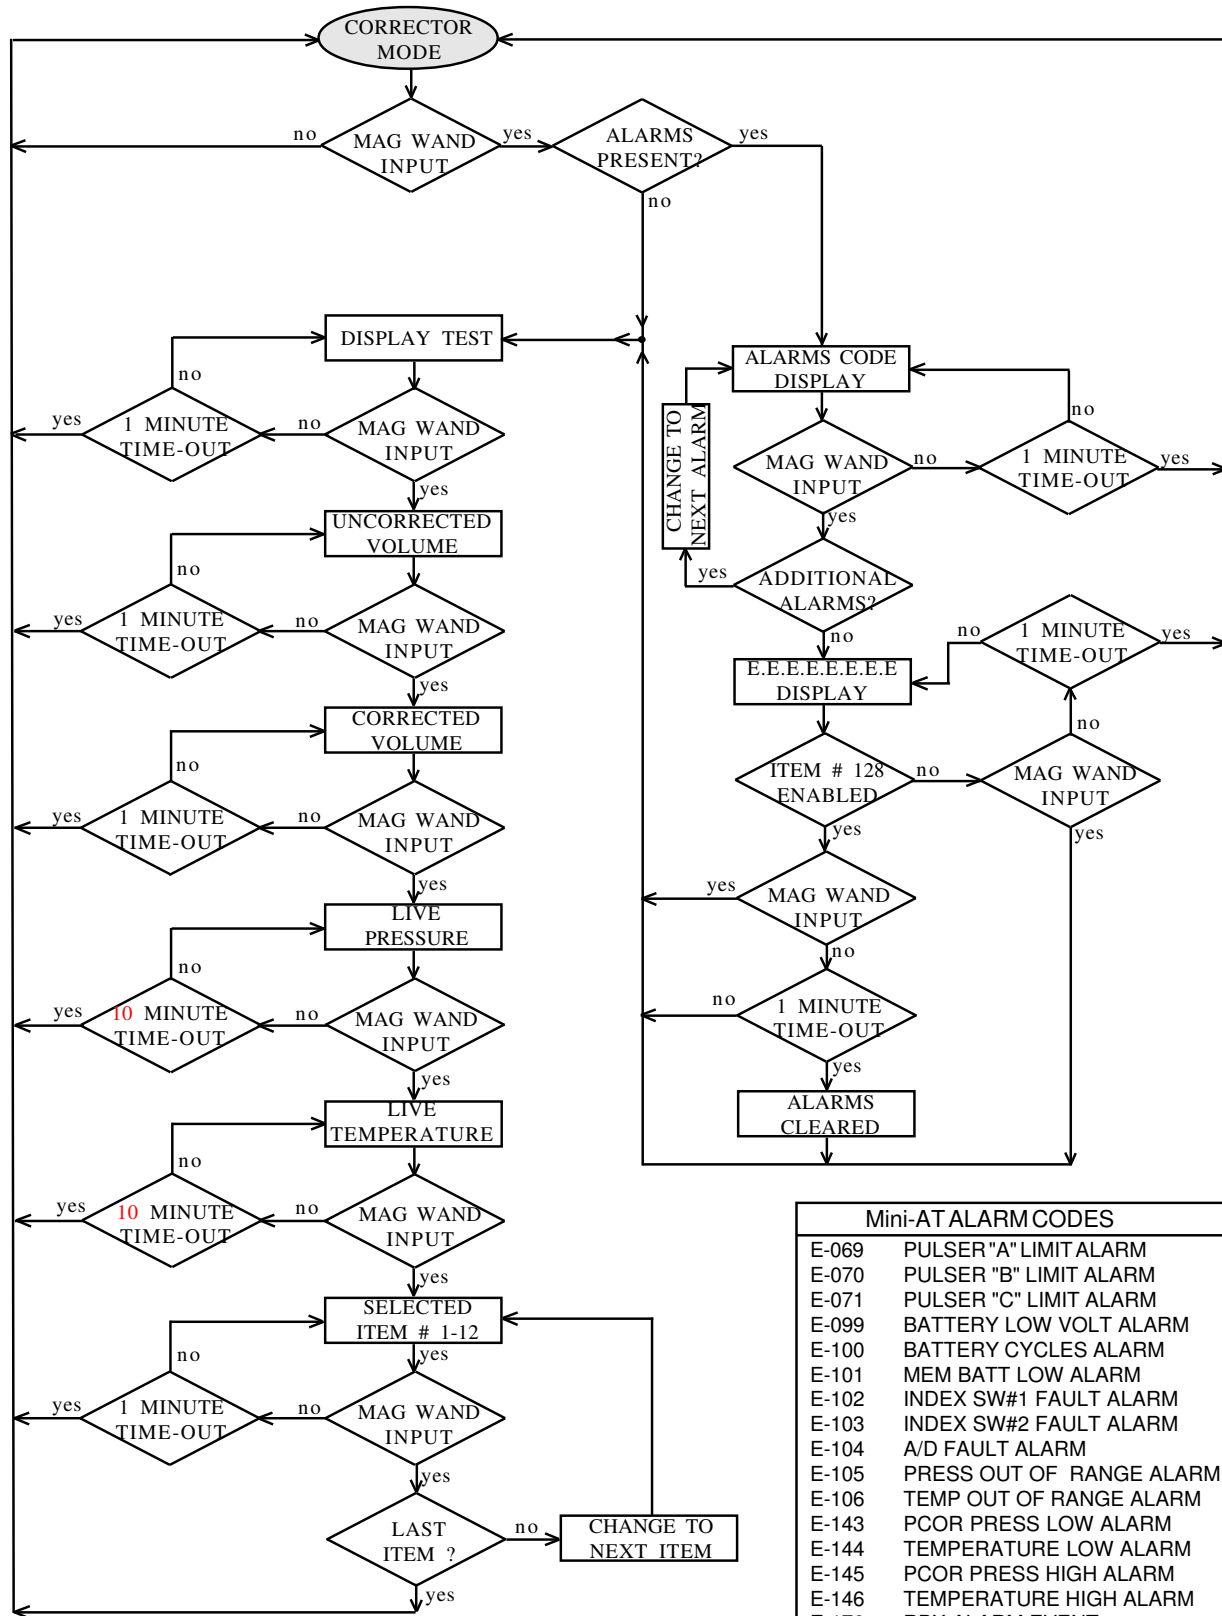 CORRECTOR
MODE
no
MAG WAND
INPUT
yes
ALARMS
PRESENT?
yes
no
DISPLAY TEST
no
yes
1 MINUTE
TIME-OUT
no
MAG WAND
INPUT
yes
UNCORRECTED
VOLUME
no
yes
1 MINUTE
TIME-OUT
no
MAG WAND
INPUT
yes
CORRECTED
VOLUME
no
yes
1 MINUTE
TIME-OUT
no
MAG WAND
INPUT
yes
LIVE
PRESSURE
no
yes
10 MINUTE
TIME-OUT
no
MAG WAND
INPUT
yes
LIVE
TEMPERATURE
no
yes
10 MINUTE
TIME-OUT
no
MAG WAND
INPUT
yes
SELECTED
ITEM # 1-12
yes
no
yes
1 MINUTE
TIME-OUT
no
MAG WAND
INPUT
yes
LAST
ITEM ?
no
CHANGE TO
NEXT ITEM
yes
ALARMS CODE
DISPLAY
CHANGE TO
NEXT ALARM
no
MAG WAND
INPUT
no
1 MINUTE
TIME-OUT
yes
yes
yes
ADDITIONAL
ALARMS?
no
E.E.E.E.E.E.E.E
DISPLAY
no
1 MINUTE
TIME-OUT
yes
no
ITEM # 128
ENABLED
no
MAG WAND
INPUT
yes
yes
yes
MAG WAND
INPUT
no
no
1 MINUTE
TIME-OUT
yes
ALARMS
CLEARED
Mini-AT ALARM CODES
E-069 PULSER "A" LIMIT ALARM
E-070 PULSER "B" LIMIT ALARM
E-071 PULSER "C" LIMIT ALARM
E-099 BATTERY LOW VOLT ALARM
E-100 BATTERY CYCLES ALARM
E-101 MEM BATT LOW ALARM
E-102 INDEX SW#1 FAULT ALARM
E-103 INDEX SW#2 FAULT ALARM
E-104 A/D FAULT ALARM
E-105 PRESS OUT OF RANGE ALARM
E-106 TEMP OUT OF RANGE ALARM
E-143 PCOR PRESS LOW ALARM
E-144 TEMPERATURE LOW ALARM
E-145 PCOR PRESS HIGH ALARM
E-146 TEMPERATURE HIGH ALARM